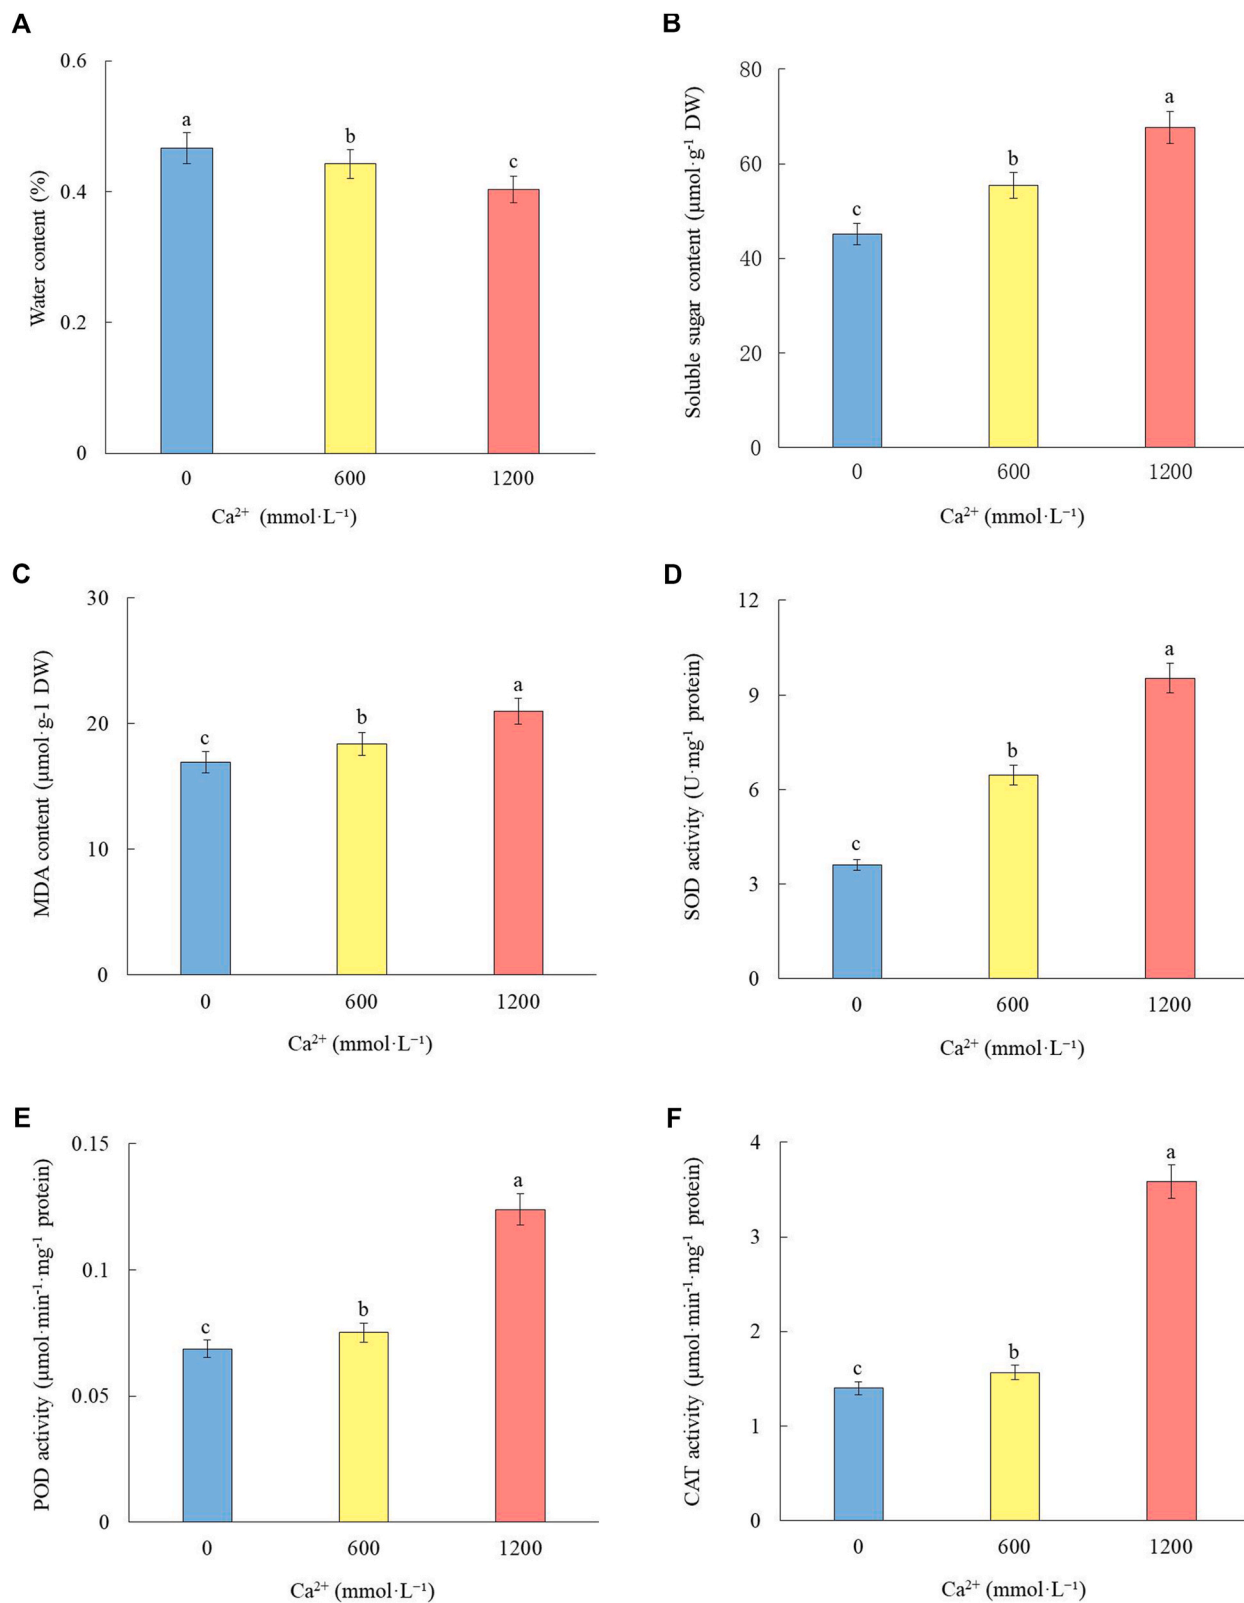 A
Water content (%)
0.6
0.4
0.2
0
a
b
c
0 600 1200
Ca²⁺ (mmol·L⁻¹)
B
Soluble sugar content (μmol·g⁻¹ DW)
80
60
40
20
0
c
b
a
0 600 1200
Ca²⁺ (mmol·L⁻¹)
C
MDA content (μmol·g-1 DW)
30
20
10
0
c
b
a
0 600 1200
Ca²⁺ (mmol·L⁻¹)
D
SOD activity (U·mg⁻¹ protein)
12
9
6
3
0
c
b
a
0 600 1200
Ca²⁺ (mmol·L⁻¹)
E
POD activity (μmol·min⁻¹·mg⁻¹ protein)
0.15
0.1
0.05
0
c
b
a
0 600 1200
Ca²⁺ (mmol·L⁻¹)
F
CAT activity (μmol·min⁻¹·mg⁻¹ protein)
4
3
2
1
0
c
b
a
0 600 1200
Ca²⁺ (mmol·L⁻¹)